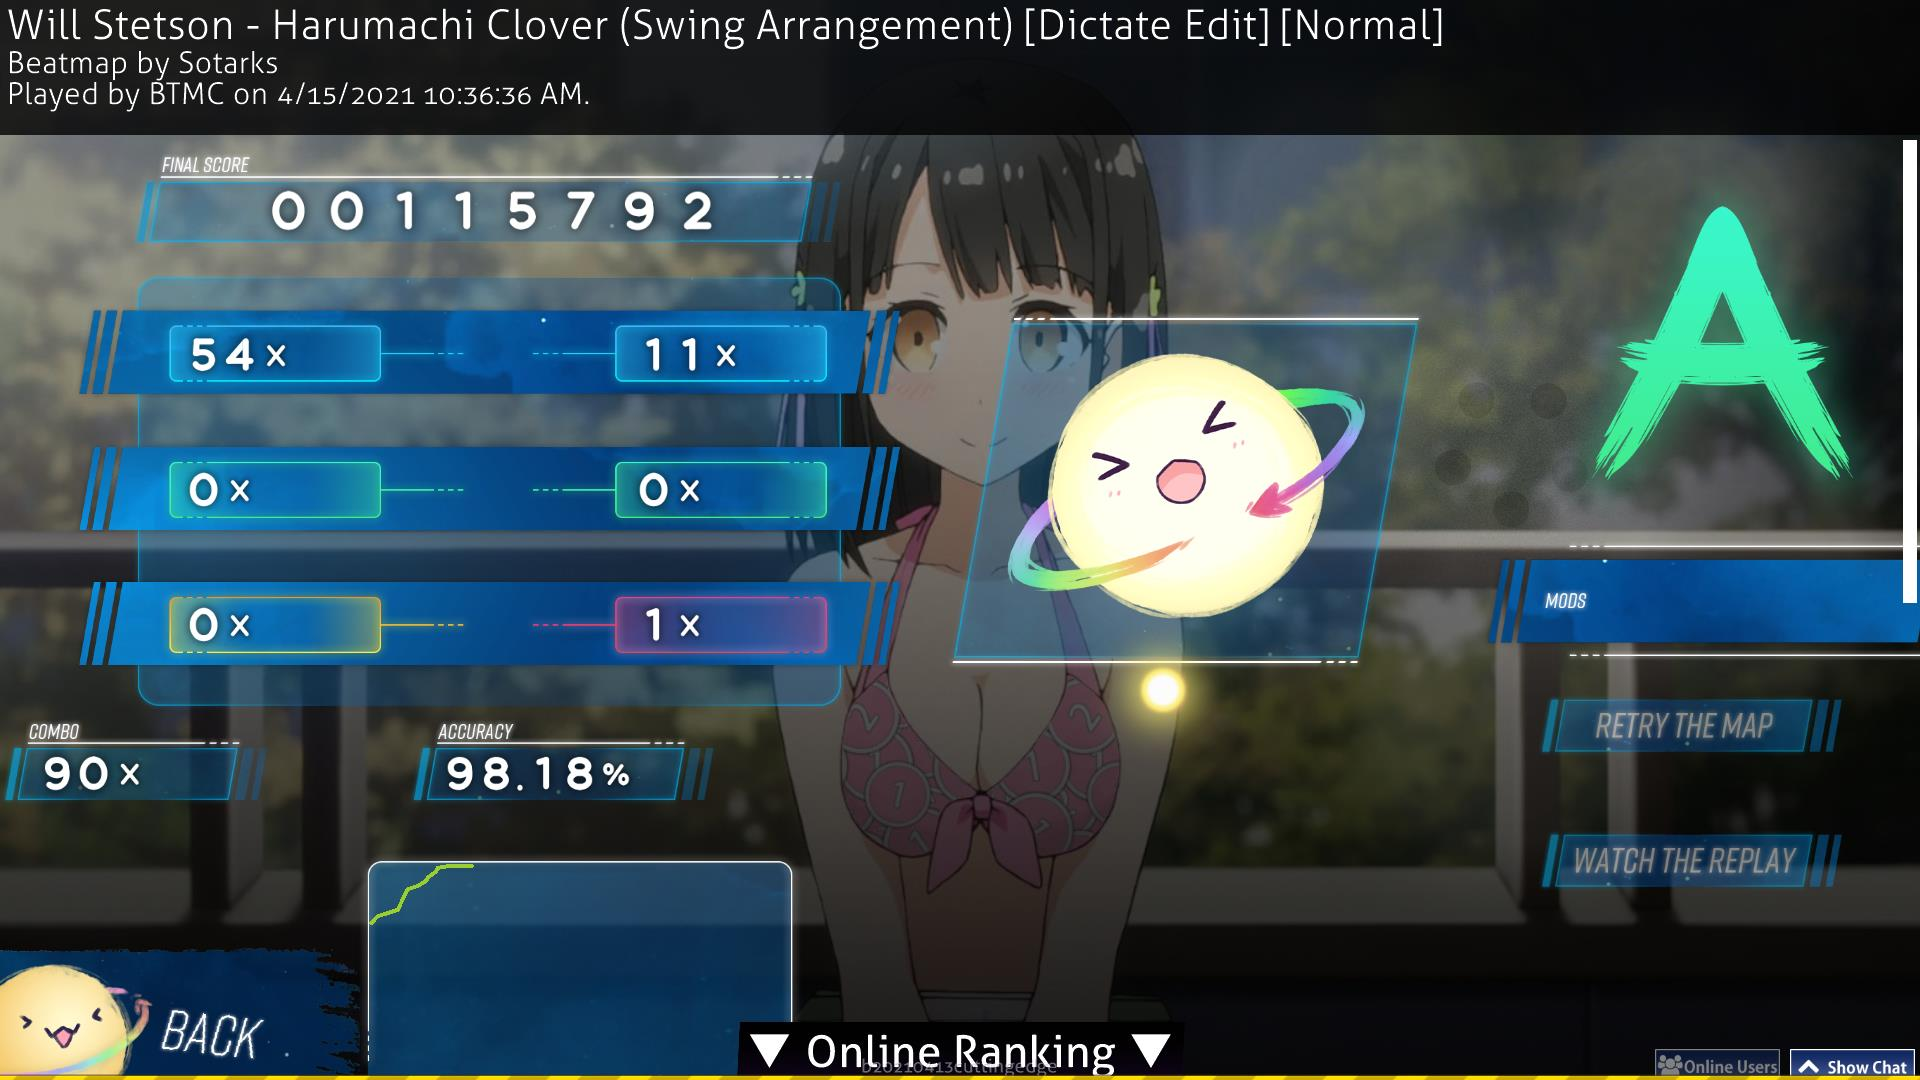 Will Stetson - Harumachi Clover (Swing Arrangement) [Dictate Edit] [Normal]
Beatmap by Sotarks
Played by BTMC on 4/15/2021 10:36:36 AM.
FINAL SCORE
00115792
54x 11x
0x 0x
0x 1x
MODS
COMBO
90x
ACCURACY
98.18%
RETRY THE MAP
WATCH THE REPLAY
BACK
▼ Online Ranking ▼
b20210413cuttingedge
Online Users
Show Chat